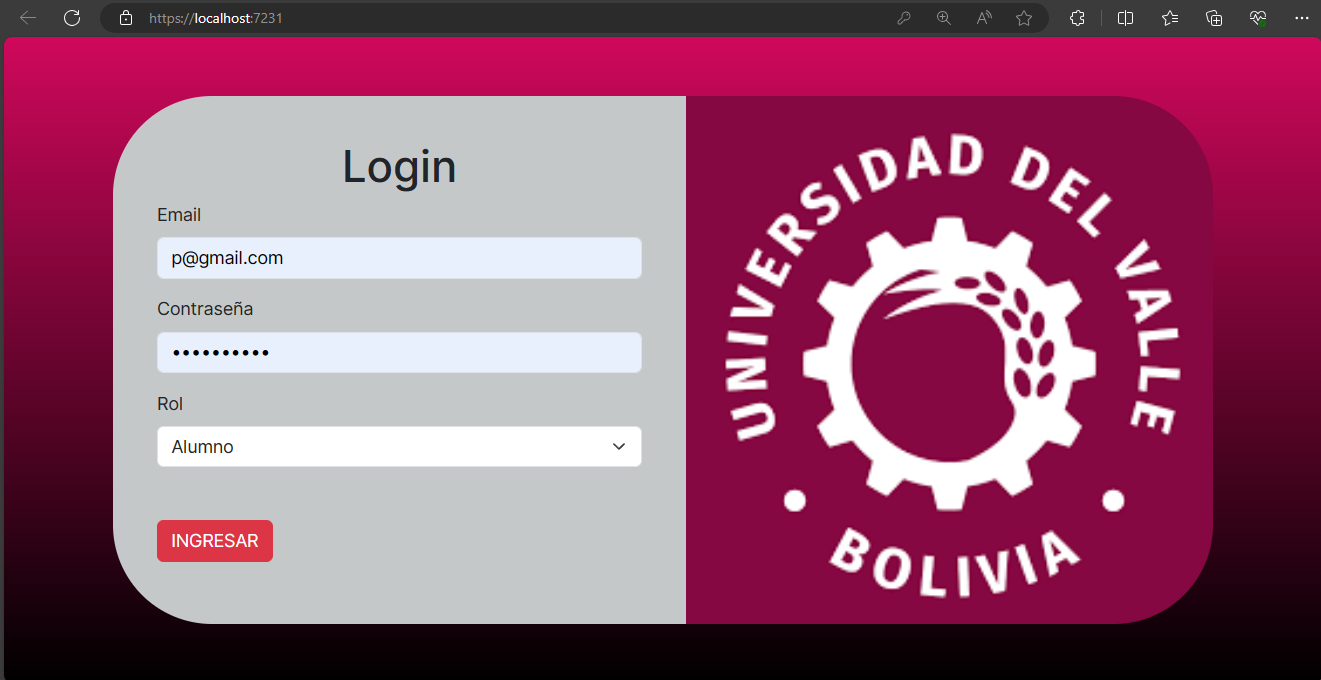 https://localhost:7231
Login
Email
p@gmail.com
Contraseña
••••••••••
Rol
Alumno
INGRESAR
UNIVERSIDAD DEL VALLE
• BOLIVIA •